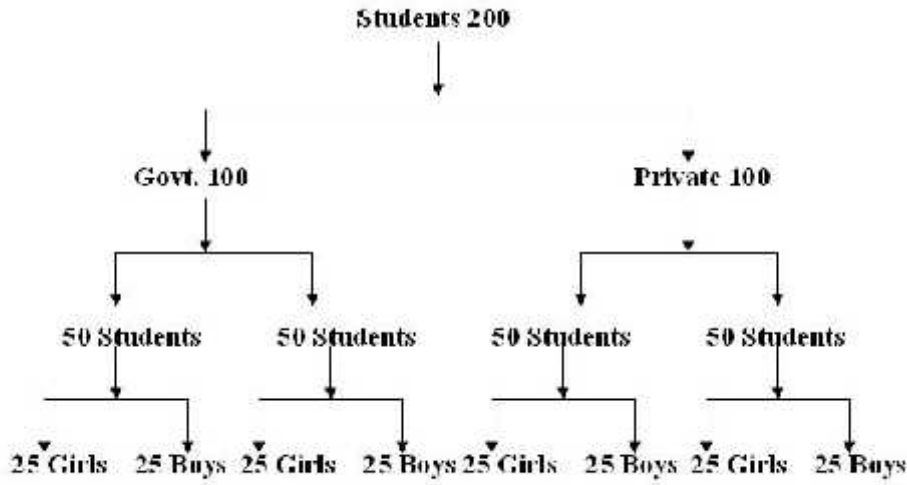 Students 200
Govt. 100 Private 100
50 Students 50 Students 50 Students 50 Students
25 Girls 25 Boys 25 Girls 25 Boys 25 Girls 25 Boys 25 Girls 25 Boys